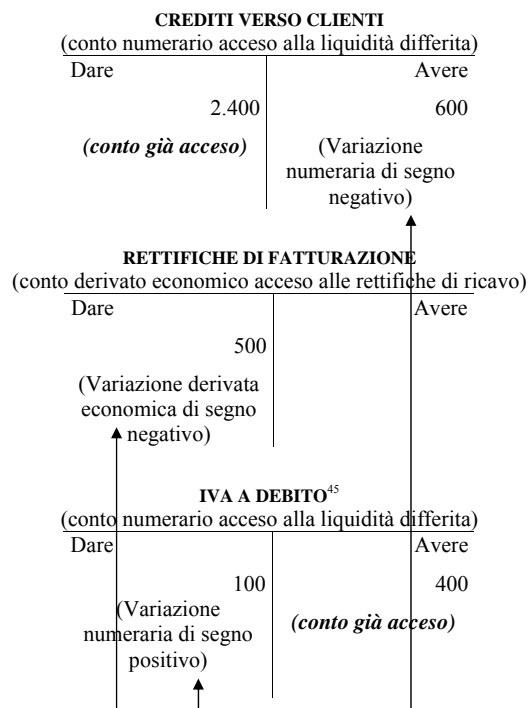 CREDITI VERSO CLIENTI
(conto numerario acceso alla liquidità differita)
Dare Avere
2.400 600
(conto già acceso) (Variazione
numeraria di segno
negativo)
RETTIFICHE DI FATTURAZIONE
(conto derivato economico acceso alle rettifiche di ricavo)
Dare Avere
500
(Variazione derivata
economica di segno
negativo)
IVA A DEBITO45
(conto numerario acceso alla liquidità differita)
Dare Avere
100 400
(Variazione
numeraria di segno
positivo)
(conto già acceso)